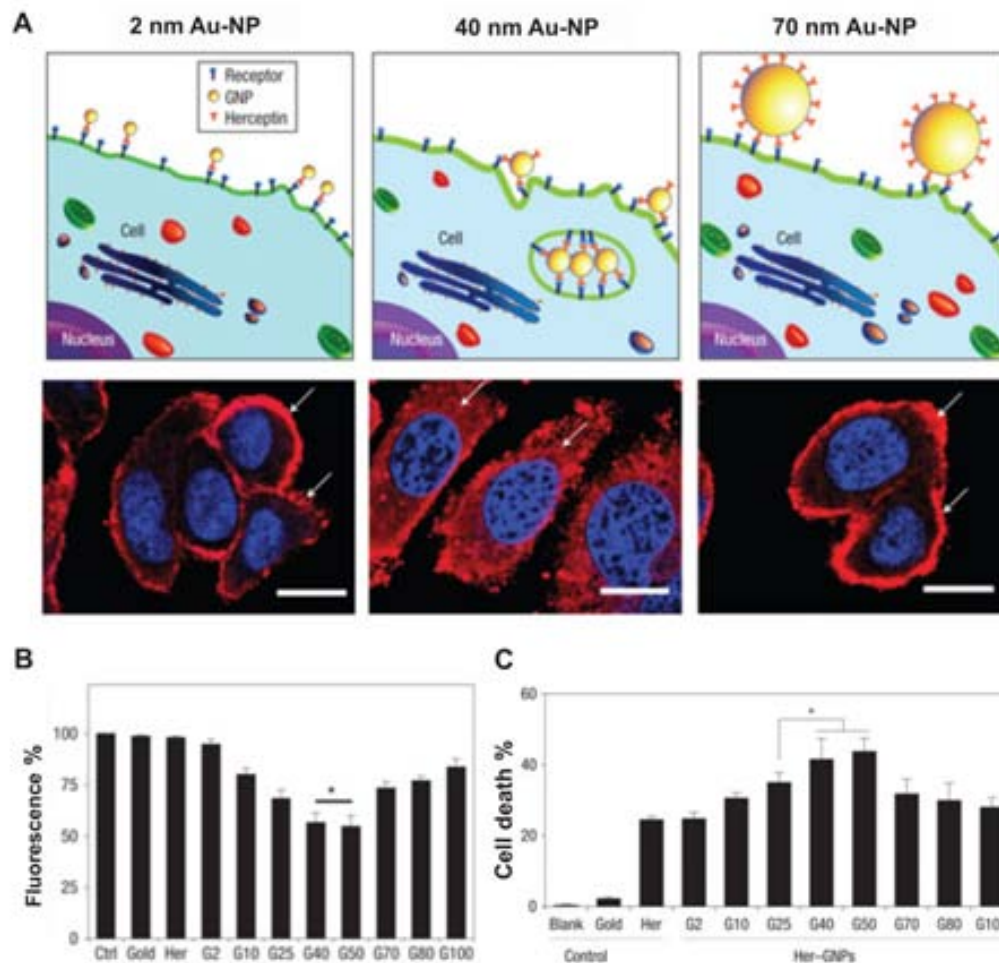 A
2 nm Au-NP
40 nm Au-NP
70 nm Au-NP
Receptor
GNP
Herceptin
Cell
Nucleus
Cell
Nucleus
Cell
Nucleus
B
Fluorescence %
100
75
50
25
0
*
Ctrl Gold Her G2 G10 G25 G40 G50 G70 G80 G100
C
Cell death %
60
40
20
0
*
Blank Gold Her G2 G10 G25 G40 G50 G70 G80 G10
Control
Her–GNPs